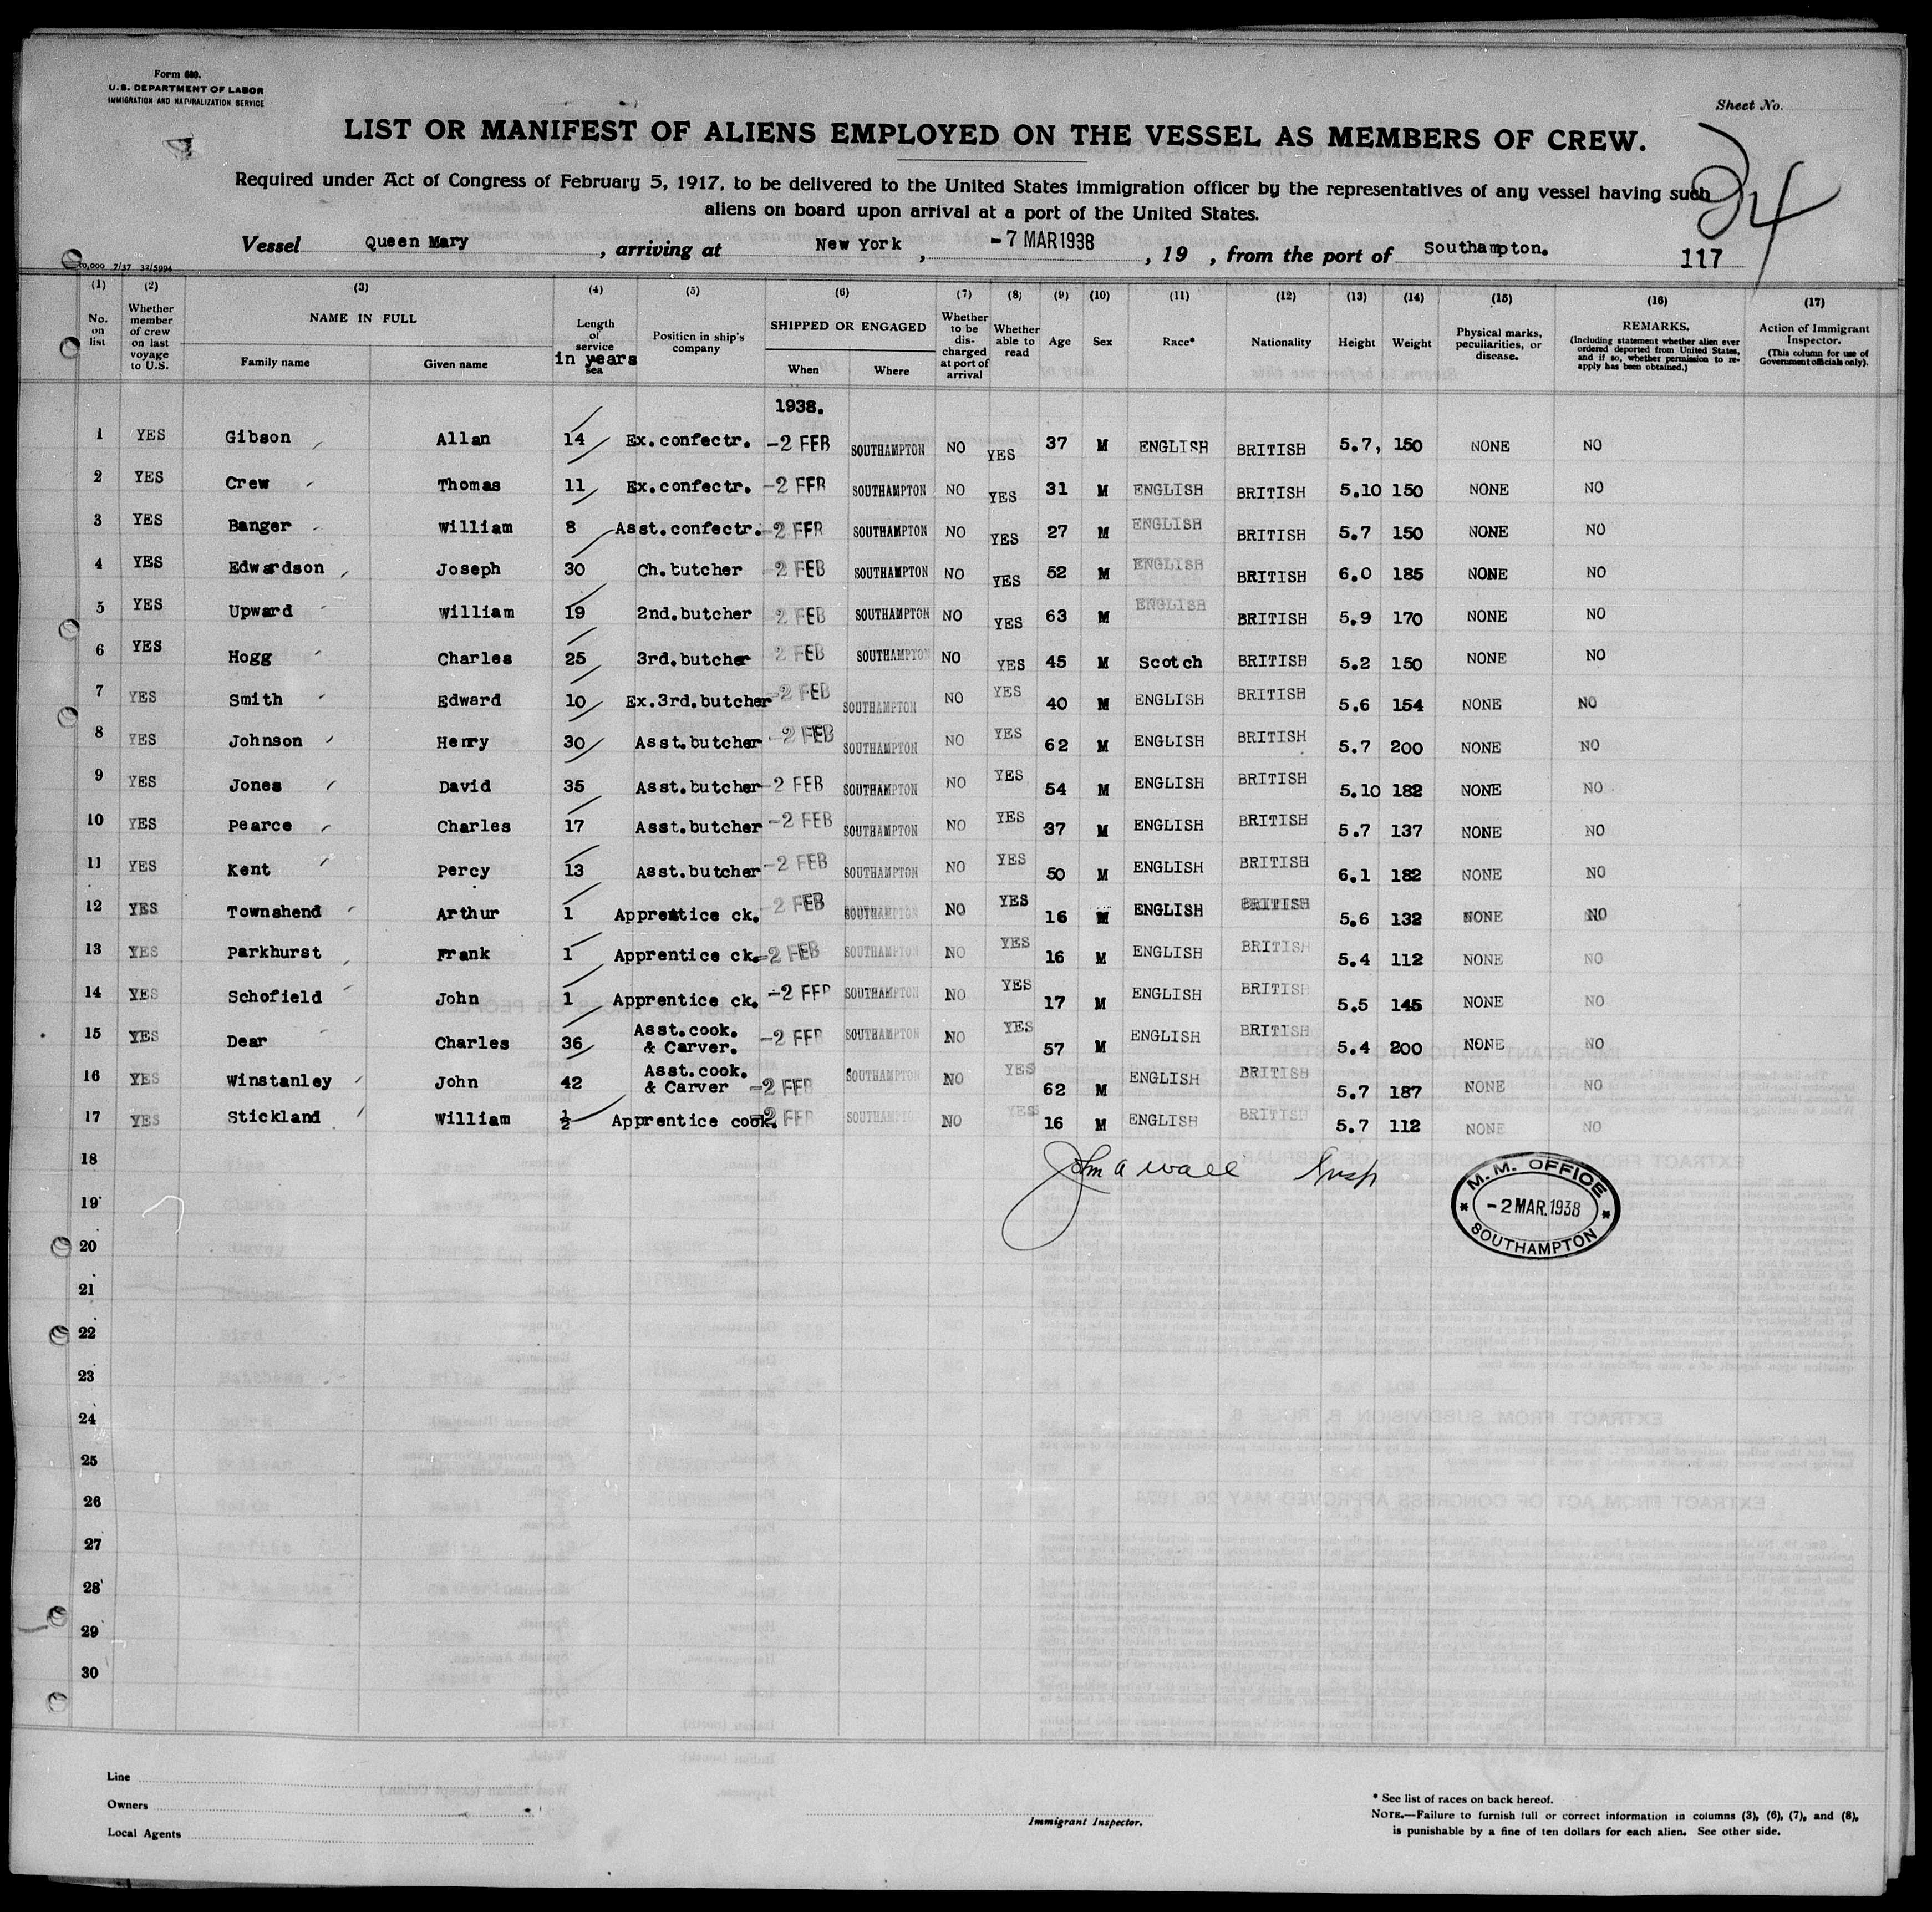 Form 680.
U.S. DEPARTMENT OF LABOR
IMMIGRATION AND NATURALIZATION SERVICE
Sheet No.
LIST OR MANIFEST OF ALIENS EMPLOYED ON THE VESSEL AS MEMBERS OF CREW.
Required under Act of Congress of February 5, 1917, to be delivered to the United States immigration officer by the representatives of any vessel having such
aliens on board upon arrival at a port of the United States.
24
Vessel Queen Mary, arriving at New York, -7 MAR 1938, 19 , from the port of Southampton. 117
(1) (2) (3) (4) (5) (6) (7) (8) (9) (10) (11) (12) (13) (14) (15) (16) (17)
No. on list
Whether member of crew on last voyage to U.S.
NAME IN FULL
Family name Given name
Length of service in years sea
Position in ship's company
SHIPPED OR ENGAGED
When Where
Whether to be discharged at port of arrival
Whether able to read
Age Sex Race* Nationality Height Weight
Physical marks, peculiarities, or disease.
REMARKS.
(Including statement whether alien ever ordered deported from United States, and if so, whether permission to re-apply has been obtained.)
Action of Immigrant Inspector.
(This column for use of Government officials only).
1938.
1 YES Gibson Allan 14 Ex.confectr. -2 FEB SOUTHAMPTON NO YES 37 M ENGLISH BRITISH 5.7, 150 NONE NO
2 YES Crew Thomas 11 Ex.confectr. -2 FEB SOUTHAMPTON NO YES 31 M ENGLISH BRITISH 5.10 150 NONE NO
3 YES Banger William 8 Asst.confectr. -2 FEB SOUTHAMPTON NO YES 27 M ENGLISH BRITISH 5.7 150 NONE NO
4 YES Edwardson Joseph 30 Ch.butcher -2 FEB SOUTHAMPTON NO YES 52 M ENGLISH BRITISH 6.0 185 NONE NO
5 YES Upward William 19 2nd.butcher 2 FEB SOUTHAMPTON NO YES 63 M ENGLISH BRITISH 5.9 170 NONE NO
6 YES Hogg Charles 25 3rd.butcher 2 FEB SOUTHAMPTON NO YES 45 M Scotch BRITISH 5.2 150 NONE NO
7 YES Smith Edward 10 Ex.3rd.butcher -2 FEB SOUTHAMPTON NO YES 40 M ENGLISH BRITISH 5.6 154 NONE NO
8 YES Johnson Henry 30 Asst.butcher -2 FEB SOUTHAMPTON NO YES 62 M ENGLISH BRITISH 5.7 200 NONE NO
9 YES Jones David 35 Asst.butcher -2 FEB SOUTHAMPTON NO YES 54 M ENGLISH BRITISH 5.10 182 NONE NO
10 YES Pearce Charles 17 Asst.butcher -2 FEB SOUTHAMPTON NO YES 37 M ENGLISH BRITISH 5.7 137 NONE NO
11 YES Kent Percy 13 Asst.butcher -2 FEB SOUTHAMPTON NO YES 50 M ENGLISH BRITISH 6.1 182 NONE NO
12 YES Townshend Arthur 1 Apprentice ck. 2 FEB SOUTHAMPTON NO YES 16 M ENGLISH BRITISH 5.6 132 NONE NO
13 YES Parkhurst Frank 1 Apprentice ck. -2 FEB SOUTHAMPTON NO YES 16 M ENGLISH BRITISH 5.4 112 NONE NO
14 YES Schofield John 1 Apprentice ck. -2 FEB SOUTHAMPTON NO YES 17 M ENGLISH BRITISH 5.5 145 NONE NO
15 YES Dear Charles 36 Asst.cook. & Carver. -2 FEB SOUTHAMPTON NO YES 57 M ENGLISH BRITISH 5.4 200 NONE NO
16 YES Winstanley John 42 Asst.cook. & Carver -2 FEB SOUTHAMPTON NO YES 62 M ENGLISH BRITISH 5.7 187 NONE NO
17 YES Stickland William ½ Apprentice cook. -2 FEB SOUTHAMPTON NO YES 16 M ENGLISH BRITISH 5.7 112 NONE NO
18
John A Wall Insp
19
M.M. OFFICE
-2 MAR.1938
SOUTHAMPTON
20
21
22
23
24
25
26
27
28
29
30
Line
Owners
Local Agents
Immigrant Inspector.
* See list of races on back hereof.
NOTE.—Failure to furnish full or correct information in columns (3), (6), (7), and (8),
is punishable by a fine of ten dollars for each alien. See other side.